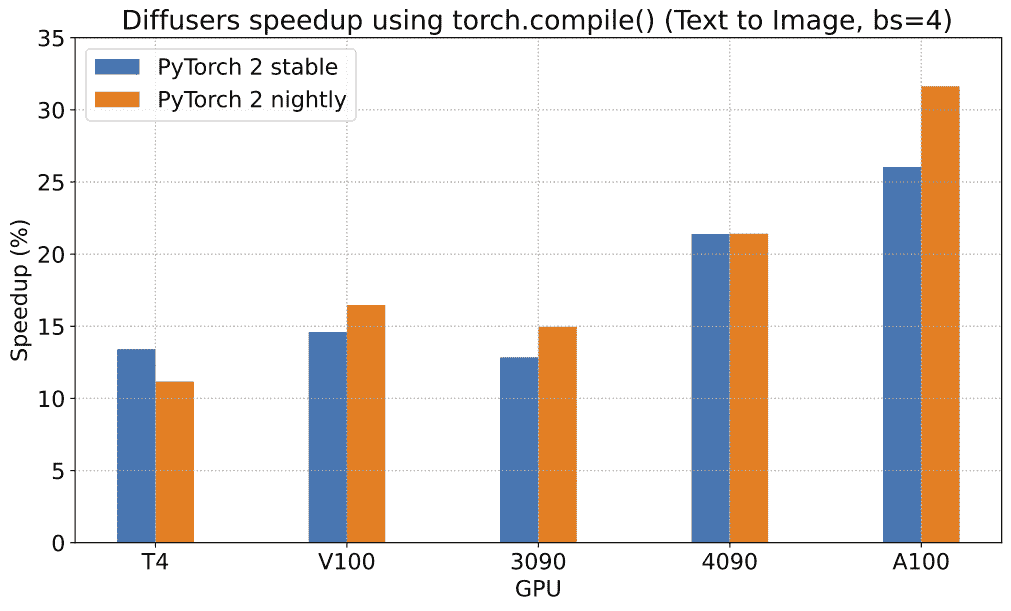 Diffusers speedup using torch.compile() (Text to Image, bs=4)
PyTorch 2 stable
PyTorch 2 nightly
Speedup (%)
35
30
25
20
15
10
5
0
T4 V100 3090 4090 A100
GPU